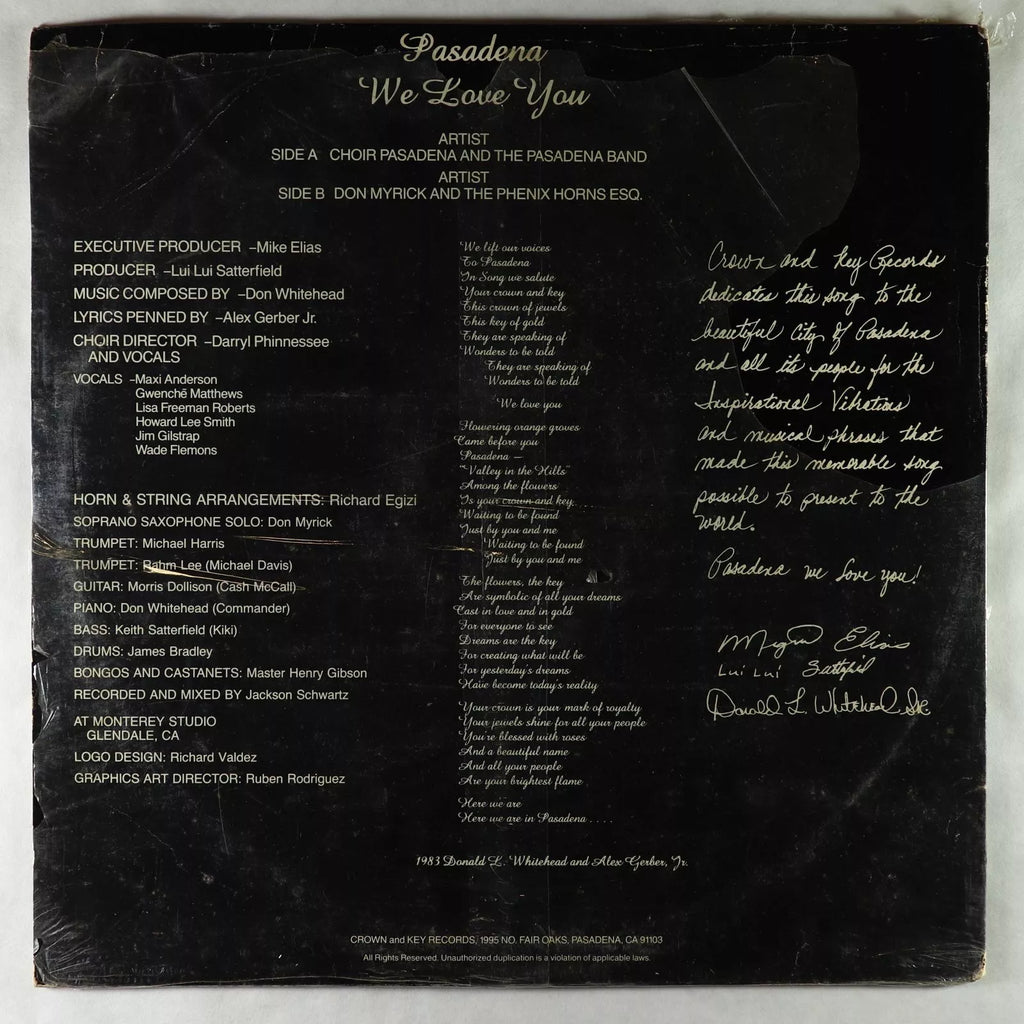 Pasadena
We Love You
ARTIST
SIDE A CHOIR PASADENA AND THE PASADENA BAND
ARTIST
SIDE B DON MYRICK AND THE PHENIX HORNS ESQ.
EXECUTIVE PRODUCER –Mike Elias
PRODUCER –Lui Lui Satterfield
MUSIC COMPOSED BY –Don Whitehead
LYRICS PENNED BY –Alex Gerber Jr.
CHOIR DIRECTOR –Darryl Phinnessee
AND VOCALS
VOCALS –Maxi Anderson
Gwenche Matthews
Lisa Freeman Roberts
Howard Lee Smith
Jim Gilstrap
Wade Flemons
HORN & STRING ARRANGEMENTS: Richard Egizi
SOPRANO SAXOPHONE SOLO: Don Myrick
TRUMPET: Michael Harris
TRUMPET: Rahm Lee (Michael Davis)
GUITAR: Morris Dollison (Cash McCall)
PIANO: Don Whitehead (Commander)
BASS: Keith Satterfield (Kiki)
DRUMS: James Bradley
BONGOS AND CASTANETS: Master Henry Gibson
RECORDED AND MIXED BY Jackson Schwartz
AT MONTEREY STUDIO
GLENDALE, CA
LOGO DESIGN: Richard Valdez
GRAPHICS ART DIRECTOR: Ruben Rodriguez
We lift our voices
To Pasadena
In Song we salute
Your crown and key
This crown of jewels
This key of gold
They are speaking of
Wonders to be told
They are speaking of
Wonders to be told
We love you
Flowering orange groves
Came before you
Pasadena —
"Valley in the Hills"
Among the flowers
Is your crown and key
Waiting to be found
Just by you and me
Waiting to be found
Just by you and me
The flowers, the key
Are symbolic of all your dreams
Cast in love and in gold
For everyone to see
Dreams are the key
For creating what will be
For yesterday's dreams
Have become today's reality
Your crown is your mark of royalty
Your jewels shine for all your people
You're blessed with roses
And a beautiful name
And all your people
Are your brightest flame
Here we are
Here we are in Pasadena . . . .
Crown and Key Records
dedicates this song to the
beautiful City of Pasadena
and all its people for the
Inspirational Vibrations
and musical phrases that
made this memorable song
possible to present to the
world.
Pasadena we love you!
Elias
Lui Lui Satterfield
Donald L. Whitehead Sr.
1983 Donald L. Whitehead and Alex Gerber, Jr.
CROWN and KEY RECORDS, 1995 NO. FAIR OAKS, PASADENA, CA 91103
All Rights Reserved. Unauthorized duplication is a violation of applicable laws.